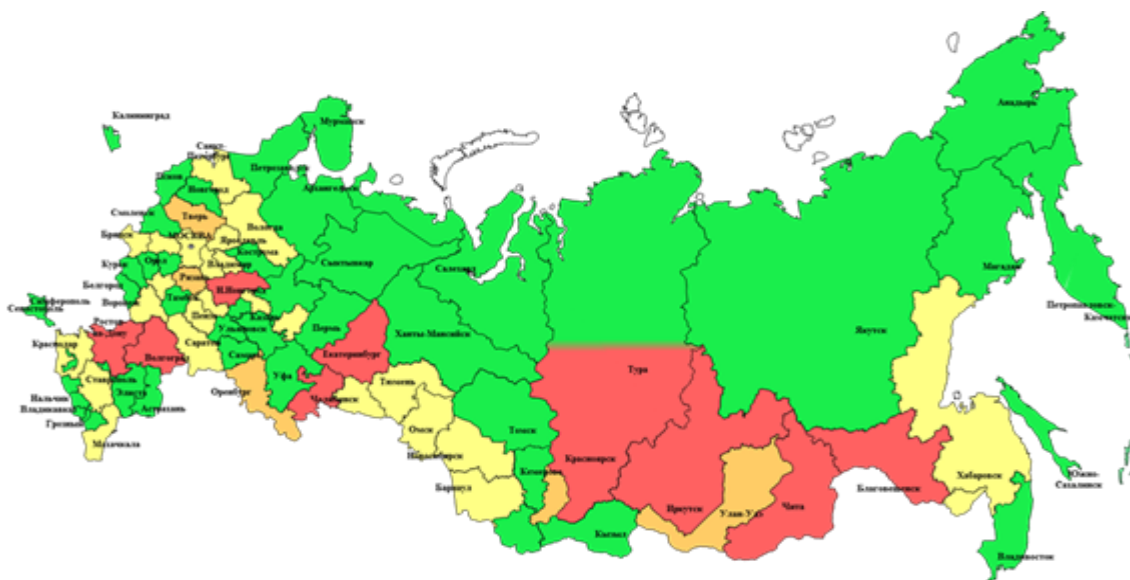 Калининград
Мурманск
Анадырь
Санкт-
Петербург
Петрозаводск
Псков
Новгород
Архангельск
Смоленск
Тверь
Вологда
Брянск
МОСКВА
Ярославль
Кострома
Сыктывкар
Салехард
Магадан
Курск
Орел
Владимир
Белгород
Рязань
Н.Новгород
Симферополь
Севастополь
Воронеж
Тамбов
Пенза
Казань
Петропавловск-
Камчатский
Ростов-
на-Дону
Ульяновск
Пермь
Ханты-Мансийск
Якутск
Краснодар
Саратов
Волгоград
Самара
Екатеринбург
Тура
Ставрополь
Уфа
Тюмень
Элиста
Оренбург
Челябинск
Нальчик
Владикавказ
Астрахань
Грозный
Омск
Томск
Махачкала
Новосибирск
Кемерово
Красноярск
Хабаровск
Южно-
Сахалинск
Барнаул
Благовещенск
Иркутск
Улан-Удэ
Чита
Кызыл
Владивосток